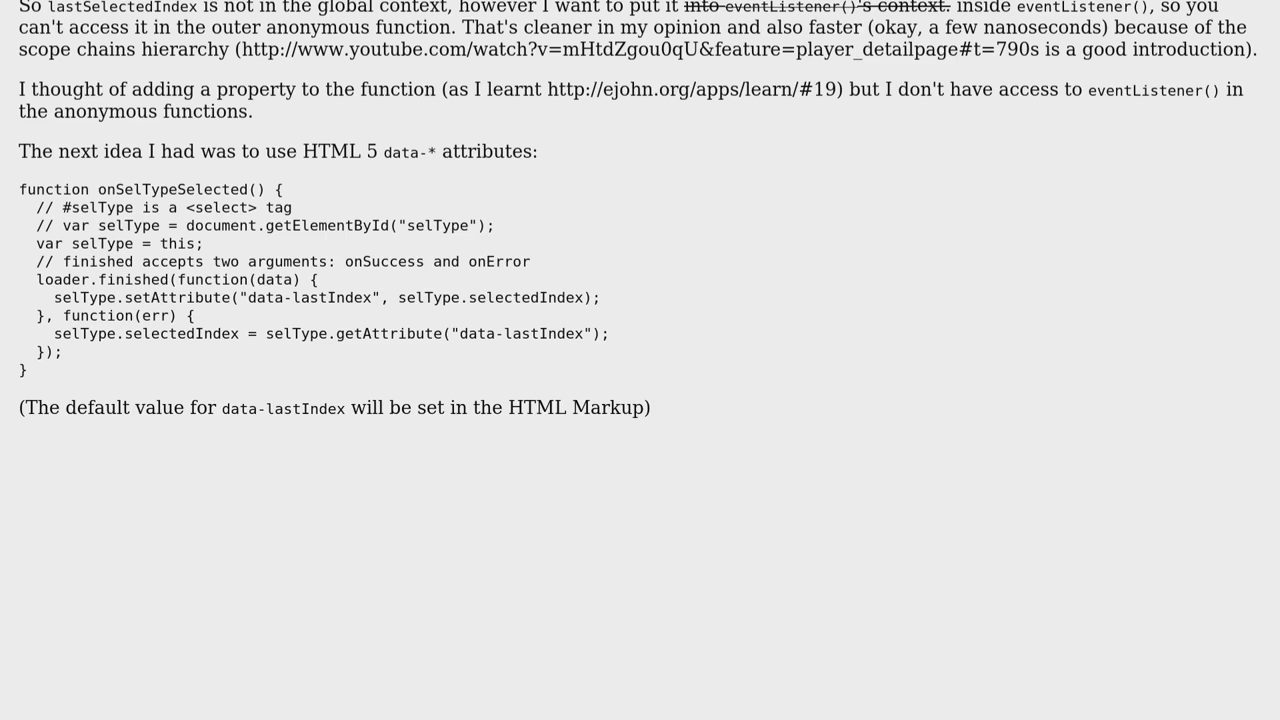 So lastSelectedIndex is not in the global context, however I want to put it into eventListener()'s context. inside eventListener(), so you
can't access it in the outer anonymous function. That's cleaner in my opinion and also faster (okay, a few nanoseconds) because of the
scope chains hierarchy (http://www.youtube.com/watch?v=mHtdZgou0qU&feature=player_detailpage#t=790s is a good introduction).
I thought of adding a property to the function (as I learnt http://ejohn.org/apps/learn/#19) but I don't have access to eventListener() in
the anonymous functions.
The next idea I had was to use HTML 5 data-* attributes:
function onSelTypeSelected() {
  // #selType is a <select> tag
  // var selType = document.getElementById("selType");
  var selType = this;
  // finished accepts two arguments: onSuccess and onError
  loader.finished(function(data) {
    selType.setAttribute("data-lastIndex", selType.selectedIndex);
  }, function(err) {
    selType.selectedIndex = selType.getAttribute("data-lastIndex");
  });
}
(The default value for data-lastIndex will be set in the HTML Markup)